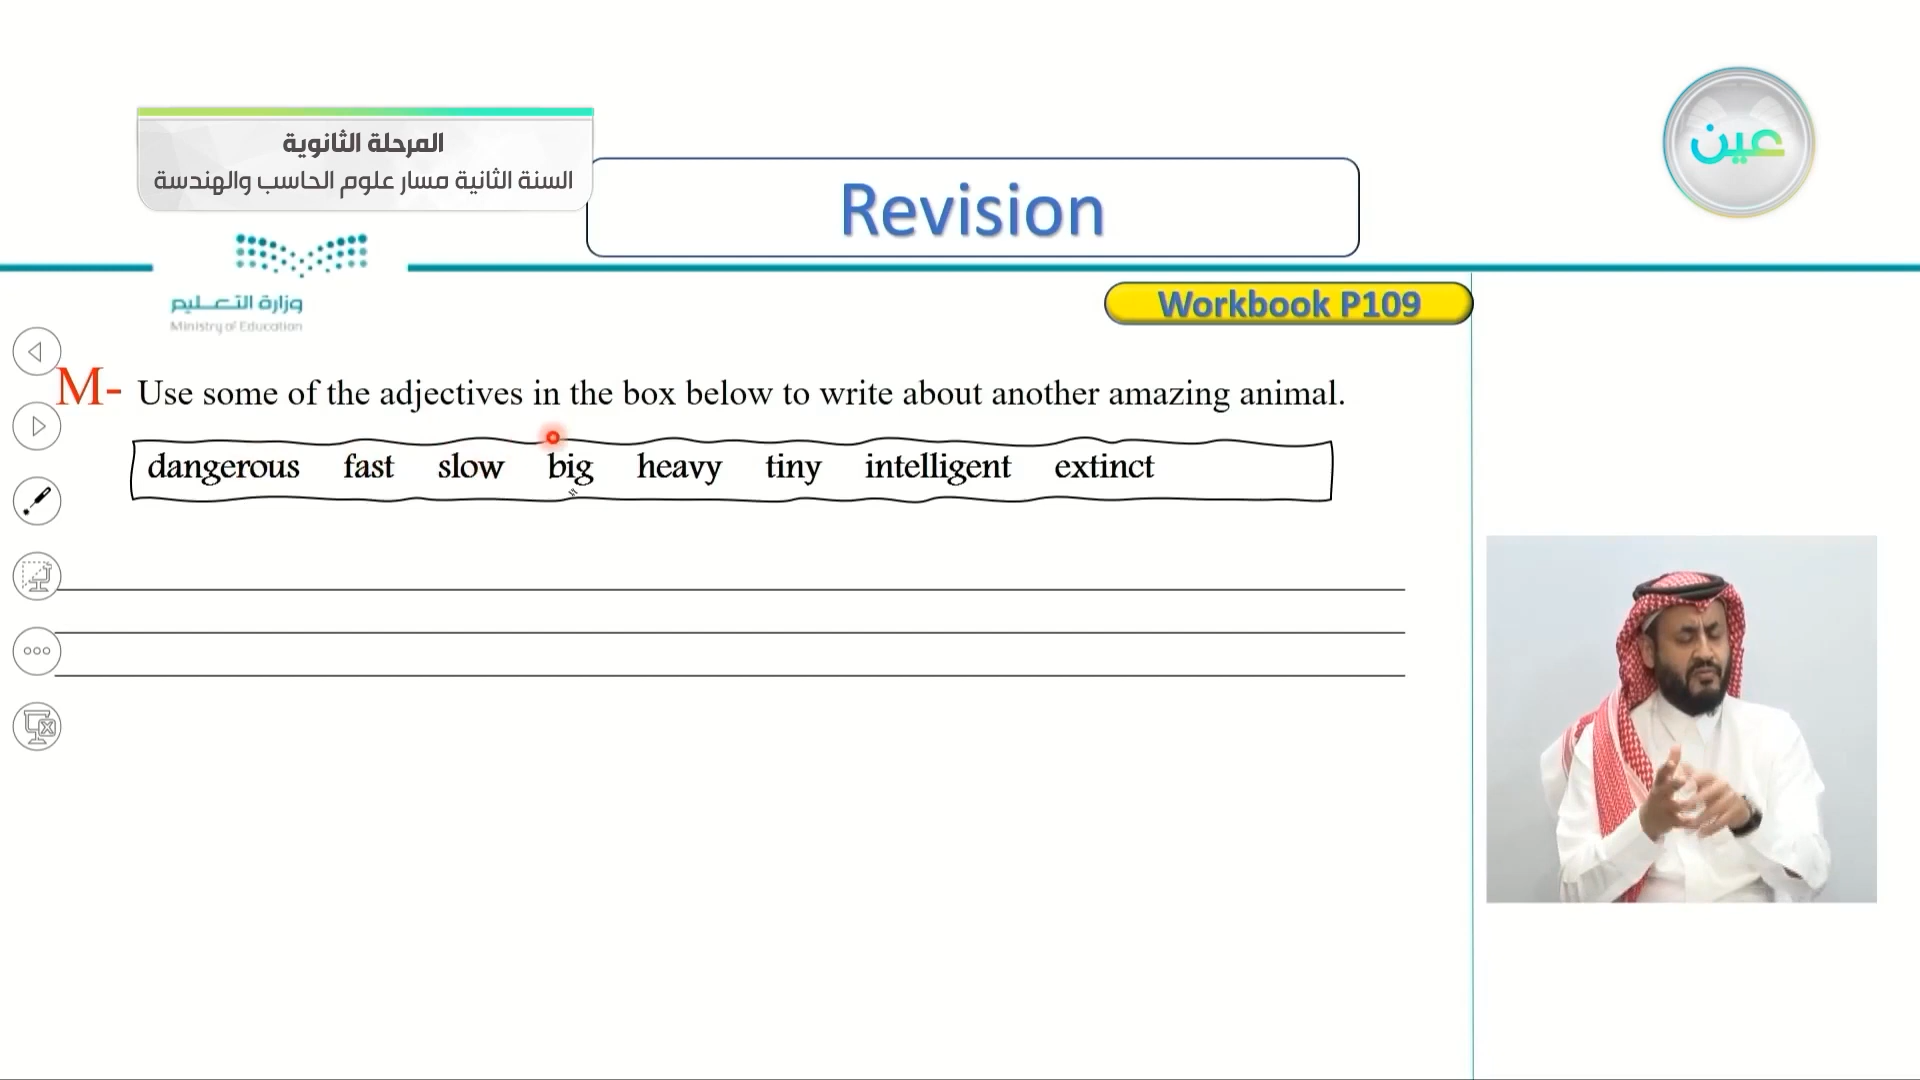 المرحلة الثانوية
السنة الثانية مسار علوم الحاسب والهندسة
عين
Revision
وزارة التعليم
Ministry of Education
Workbook P109
M- Use some of the adjectives in the box below to write about another amazing animal.
dangerous fast slow big heavy tiny intelligent extinct